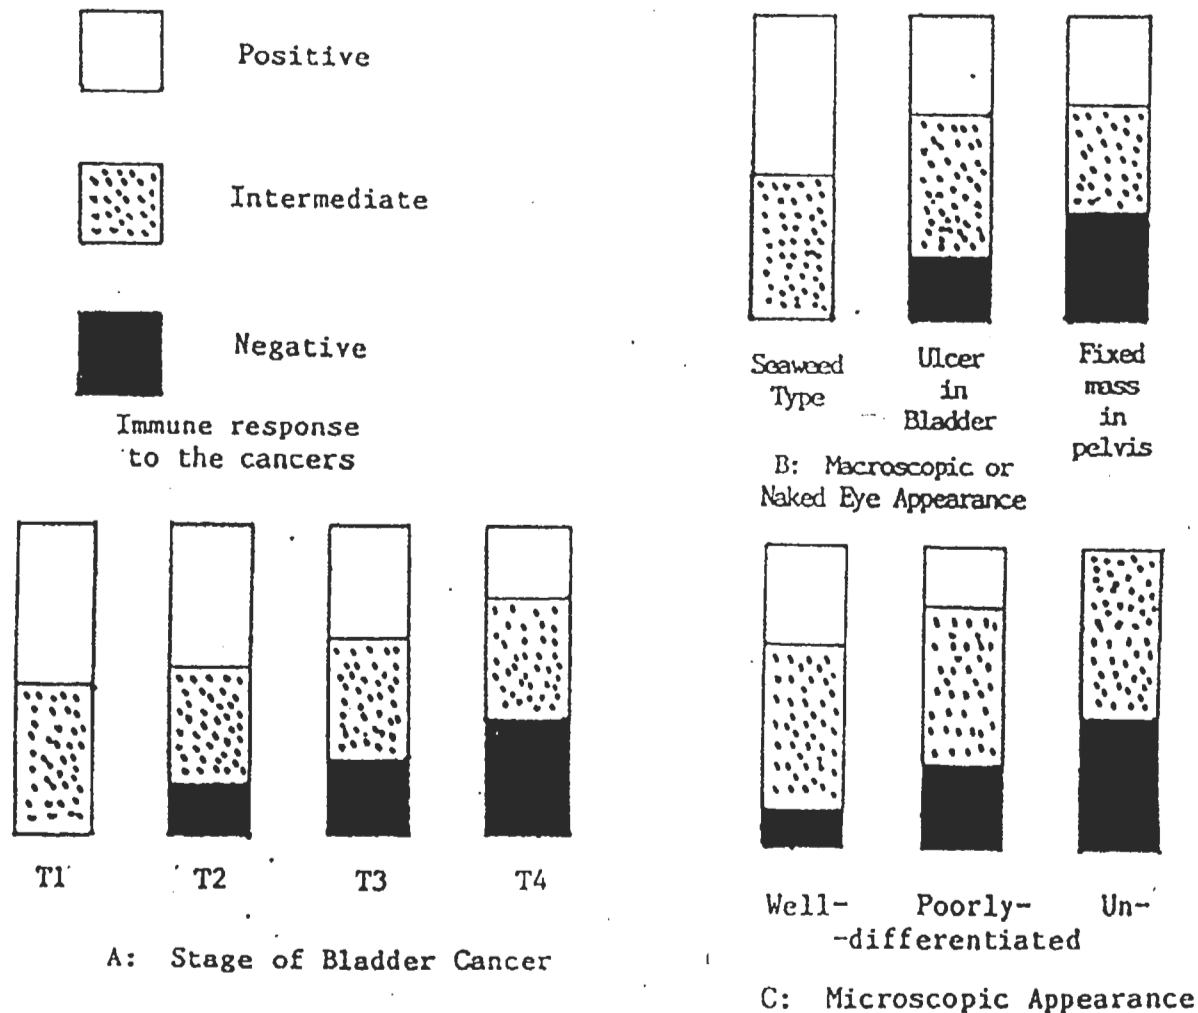 Positive
Intermediate
Negative
Immune response
to the cancers
Seaweed
Type
Ulcer
in
Bladder
Fixed
mass
in
pelvis
B: Macroscopic or
Naked Eye Appearance
T1 T2 T3 T4
A: Stage of Bladder Cancer
Well- Poorly- Un-
-differentiated
C: Microscopic Appearance